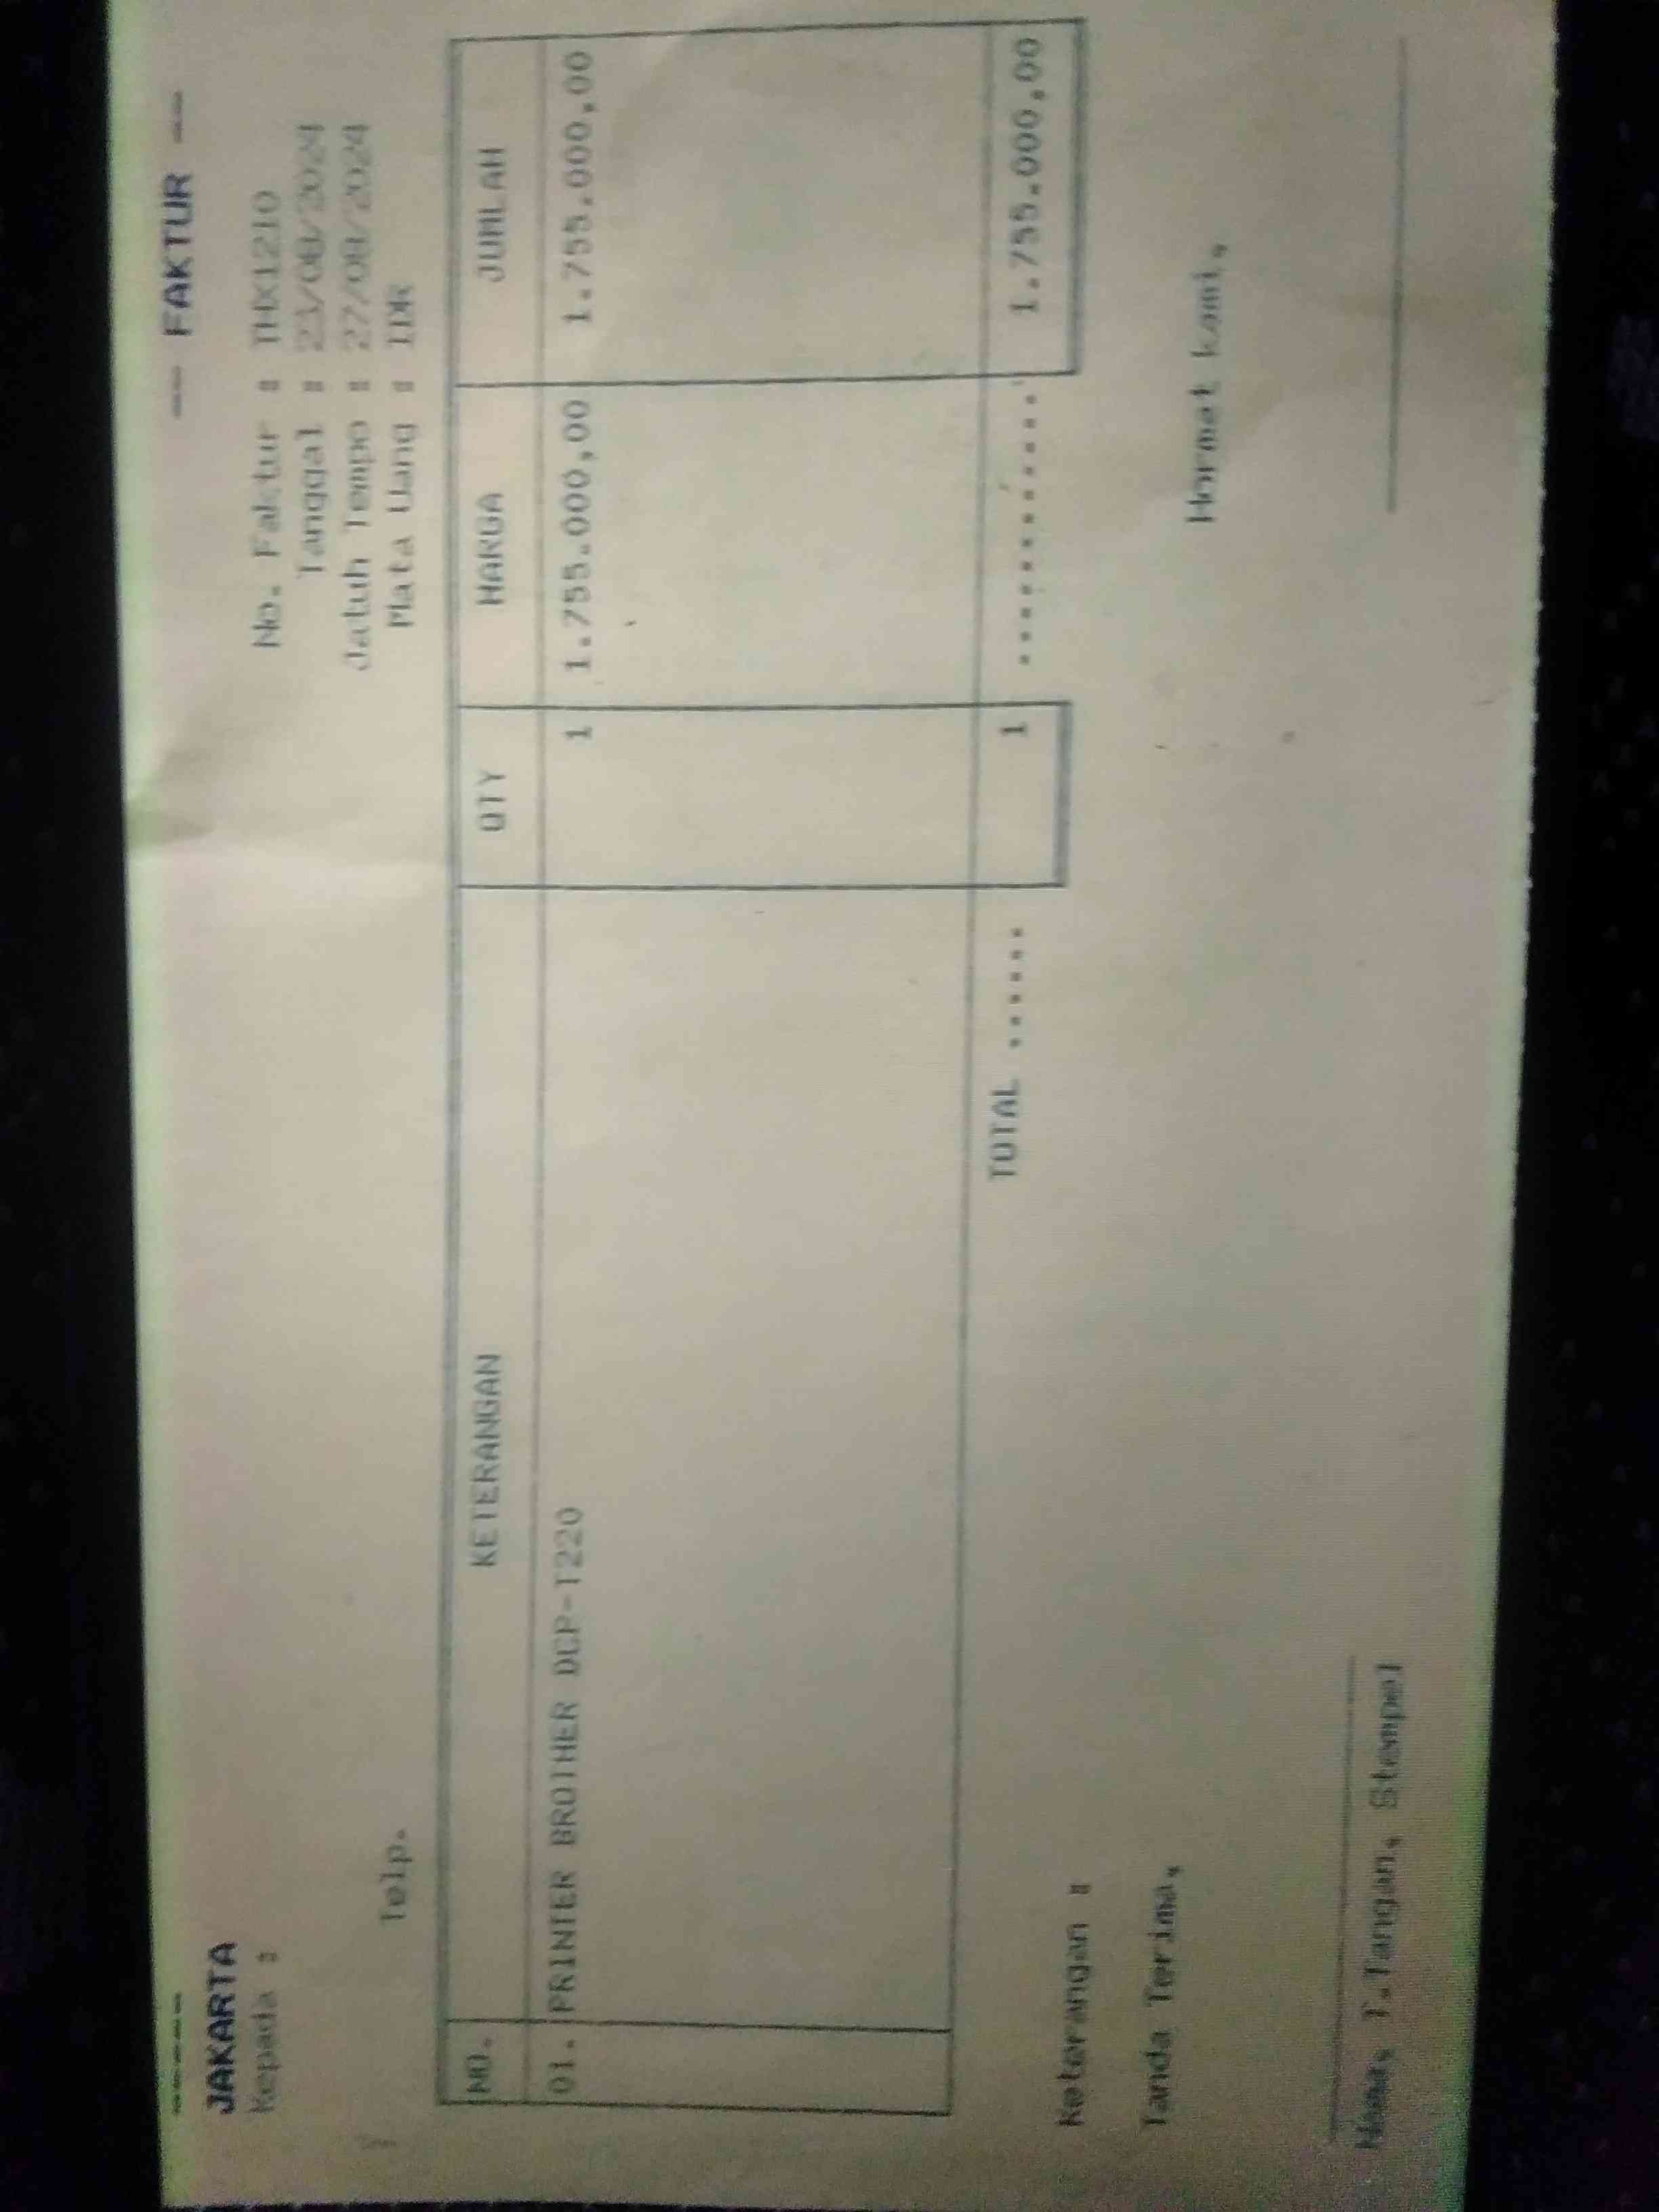 -----
-- FAKTUR --
JAKARTA
Kepada :
No. Faktur : THX1210
Tanggal : 23/08/2024
Jatuh Tempo : 27/08/2024
Telp.
Mata Uang : IDR
NO. KETERANGAN QTY HARGA JUMLAH
01. PRINTER BROTHER DCP-T220 1 1.755.000,00 1.755.000,00
TOTAL ...... 1 ............. 1.755.000,00
Keterangan :
Tanda Terima, Hormat kami,
Nama, T.Tangan, Stempel